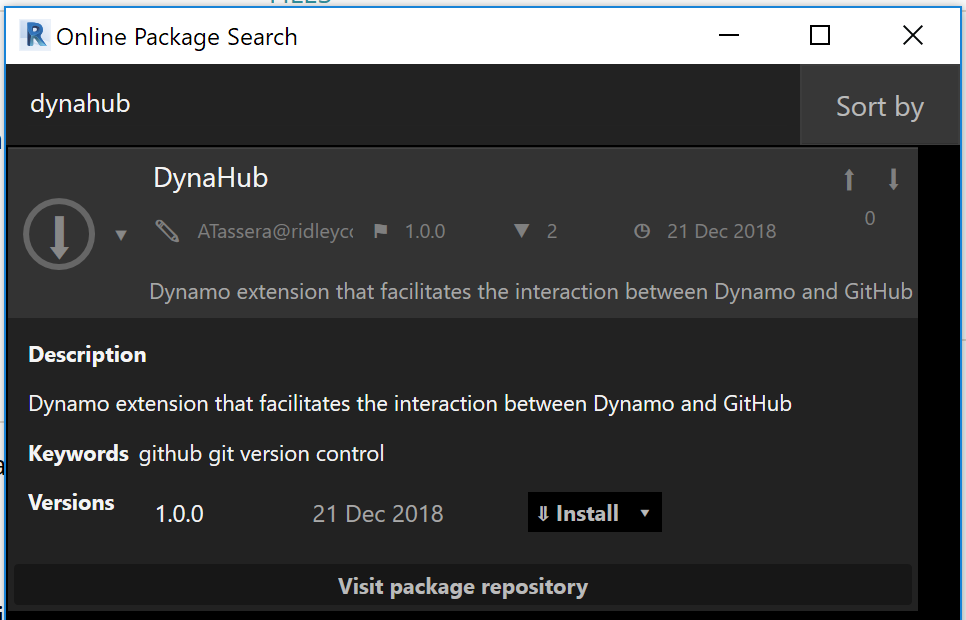 Online Package Search
dynahub
Sort by
DynaHub
ATassera@ridleyc
1.0.0
2
21 Dec 2018
0
Dynamo extension that facilitates the interaction between Dynamo and GitHub
Description
Dynamo extension that facilitates the interaction between Dynamo and GitHub
Keywords github git version control
Versions
1.0.0
21 Dec 2018
Install
Visit package repository